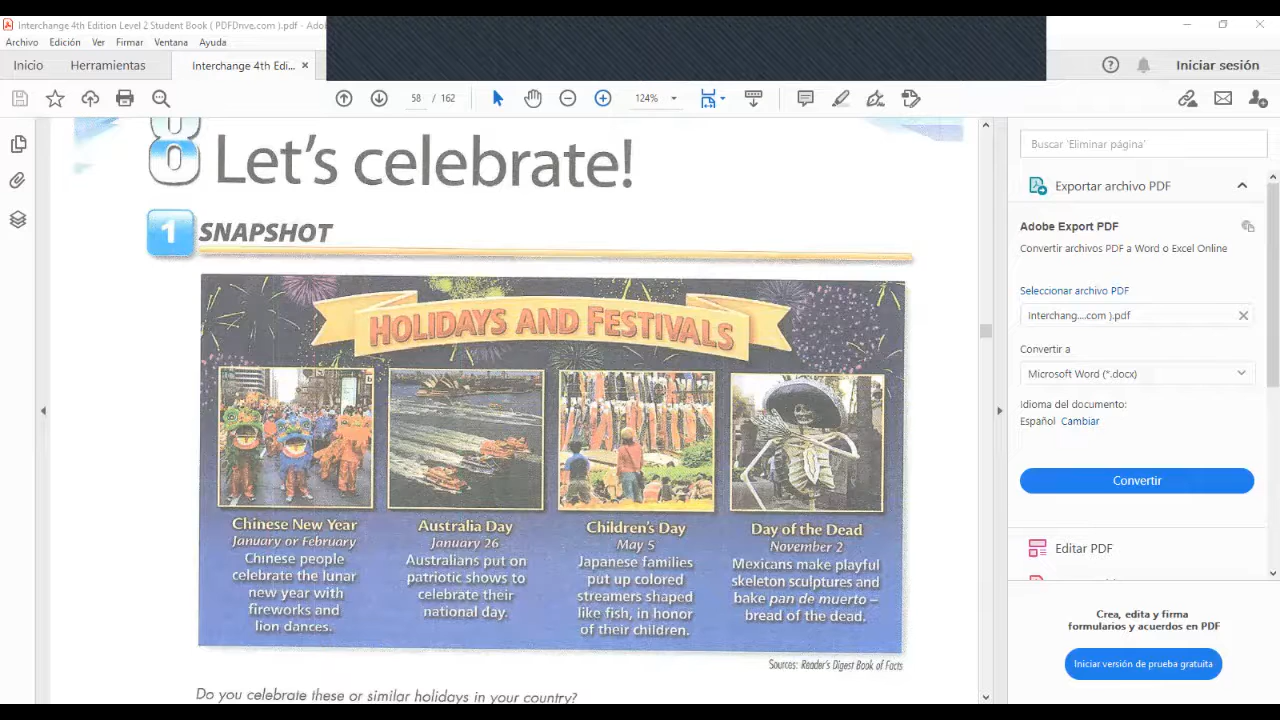 Interchange 4th Edition Level 2 Student Book ( PDFDrive.com ).pdf - Ado
Archivo Edición Ver Firmar Ventana Ayuda
Inicio Herramientas Interchange 4th Edi... × Iniciar sesión
58 / 162 124%
8 Let's celebrate!
1 SNAPSHOT
HOLIDAYS AND FESTIVALS
Chinese New Year
January or February
Chinese people
celebrate the lunar
new year with
fireworks and
lion dances.
Australia Day
January 26
Australians put on
patriotic shows to
celebrate their
national day.
Children's Day
May 5
Japanese families
put up colored
streamers shaped
like fish, in honor
of their children.
Day of the Dead
November 2
Mexicans make playful
skeleton sculptures and
bake pan de muerto –
bread of the dead.
Sources: Reader's Digest Book of Facts
Do you celebrate these or similar holidays in your country?
Buscar 'Eliminar página'
Exportar archivo PDF
Adobe Export PDF
Convertir archivos PDF a Word o Excel Online
Seleccionar archivo PDF
Interchang....com ).pdf
Convertir a
Microsoft Word (*.docx)
Idioma del documento:
Español Cambiar
Convertir
Editar PDF
Crea, edita y firma
formularios y acuerdos en PDF
Iniciar versión de prueba gratuita